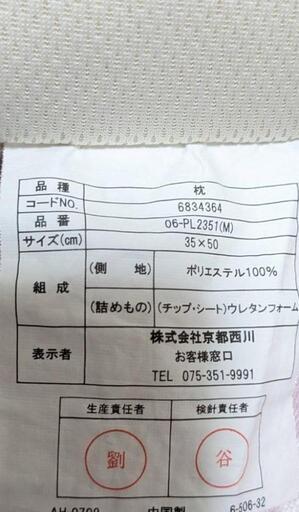 品種 枕
コードNO. 6834364
品番 06-PL2351(M)
サイズ(cm) 35×50
組成 (側 地) ポリエステル100%
(詰めもの) (チップ・シート)ウレタンフォーム
表示者 株式会社京都西川
お客様窓口
TEL 075-351-9991
生産責任者 検針責任者
劉 谷
中国製 6-506-32